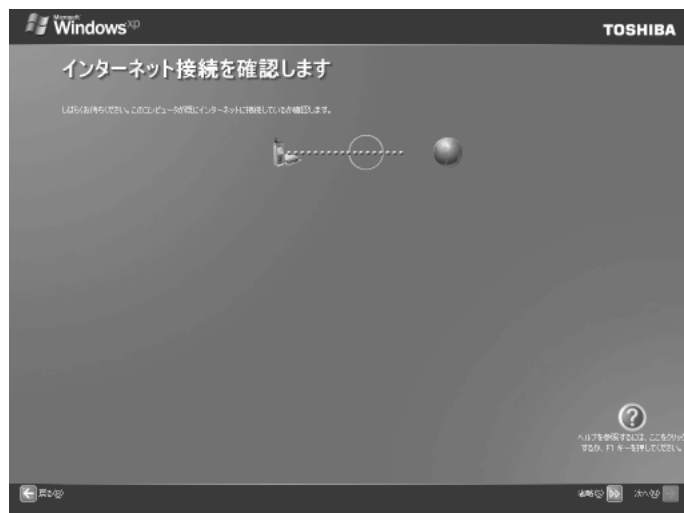 Microsoft
Windows xp
TOSHIBA
インターネット接続を確認します
しばらくお待ちください。このコンピュータが既にインターネットに接続しているか確認します。
ヘルプを参照するには、ここをクリック
するか、F1 キーを押してください。
戻る(B)
省略(S)
次へ(N)